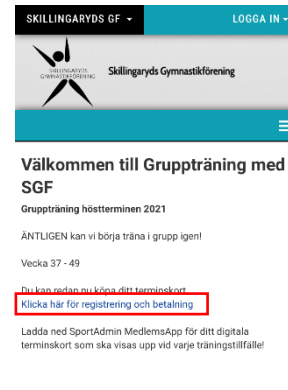 SKILLINGARYDS GF
LOGGA IN
SKILLINGARYDS
GYMNASTIKFÖRENING
Skillingaryds Gymnastikförening
Välkommen till Gruppträning med
SGF
Gruppträning höstterminen 2021
ÄNTLIGEN kan vi börja träna i grupp igen!
Vecka 37 - 49
Du kan redan nu köpa ditt terminskort
Klicka här för registrering och betalning
Ladda ned SportAdmin MedlemsApp för ditt digitala
terminskort som ska visas upp vid varje träningstillfälle!